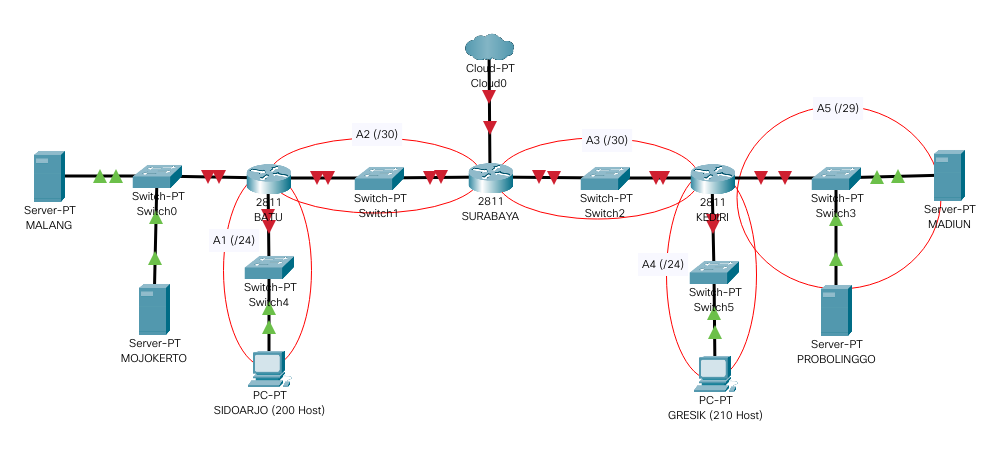 Cloud-PT
Cloud0
A5 (/29)
A2 (/30)
A3 (/30)
Server-PT
MALANG
Switch-PT
Switch0
2811
BATU
Switch-PT
Switch1
2811
SURABAYA
Switch-PT
Switch2
2811
KEDIRI
Switch-PT
Switch3
Server-PT
MADIUN
A1 (/24)
A4 (/24)
Switch-PT
Switch4
Switch-PT
Switch5
Server-PT
MOJOKERTO
Server-PT
PROBOLINGGO
PC-PT
SIDOARJO (200 Host)
PC-PT
GRESIK (210 Host)